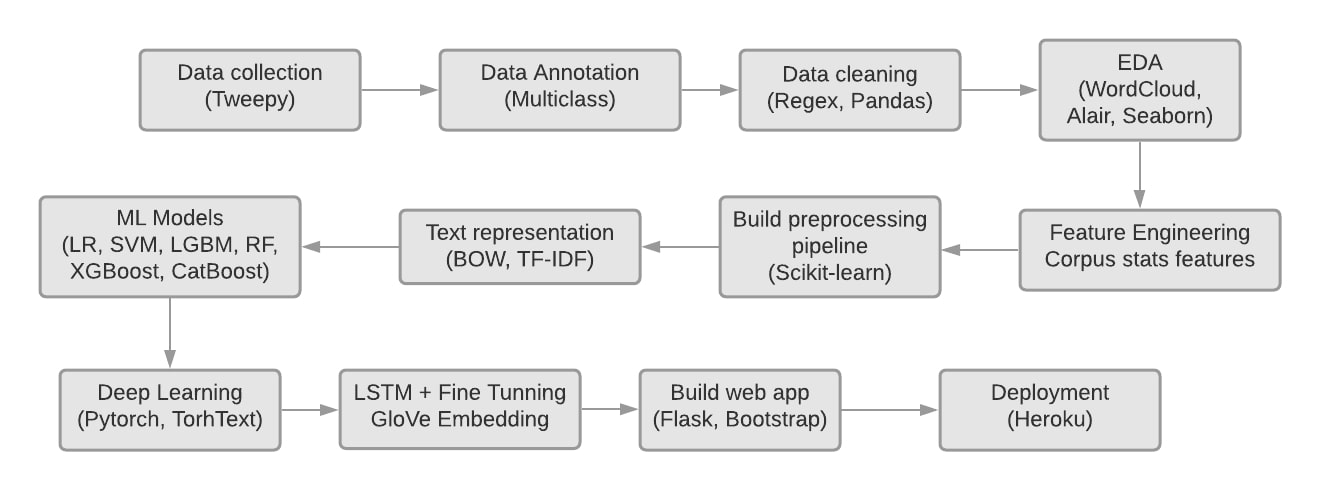 Data collection
(Tweepy)
Data Annotation
(Multiclass)
Data cleaning
(Regex, Pandas)
EDA
(WordCloud,
Alair, Seaborn)
Feature Engineering
Corpus stats features
Build preprocessing
pipeline
(Scikit-learn)
Text representation
(BOW, TF-IDF)
ML Models
(LR, SVM, LGBM, RF,
XGBoost, CatBoost)
Deep Learning
(Pytorch, TorhText)
LSTM + Fine Tunning
GloVe Embedding
Build web app
(Flask, Bootstrap)
Deployment
(Heroku)